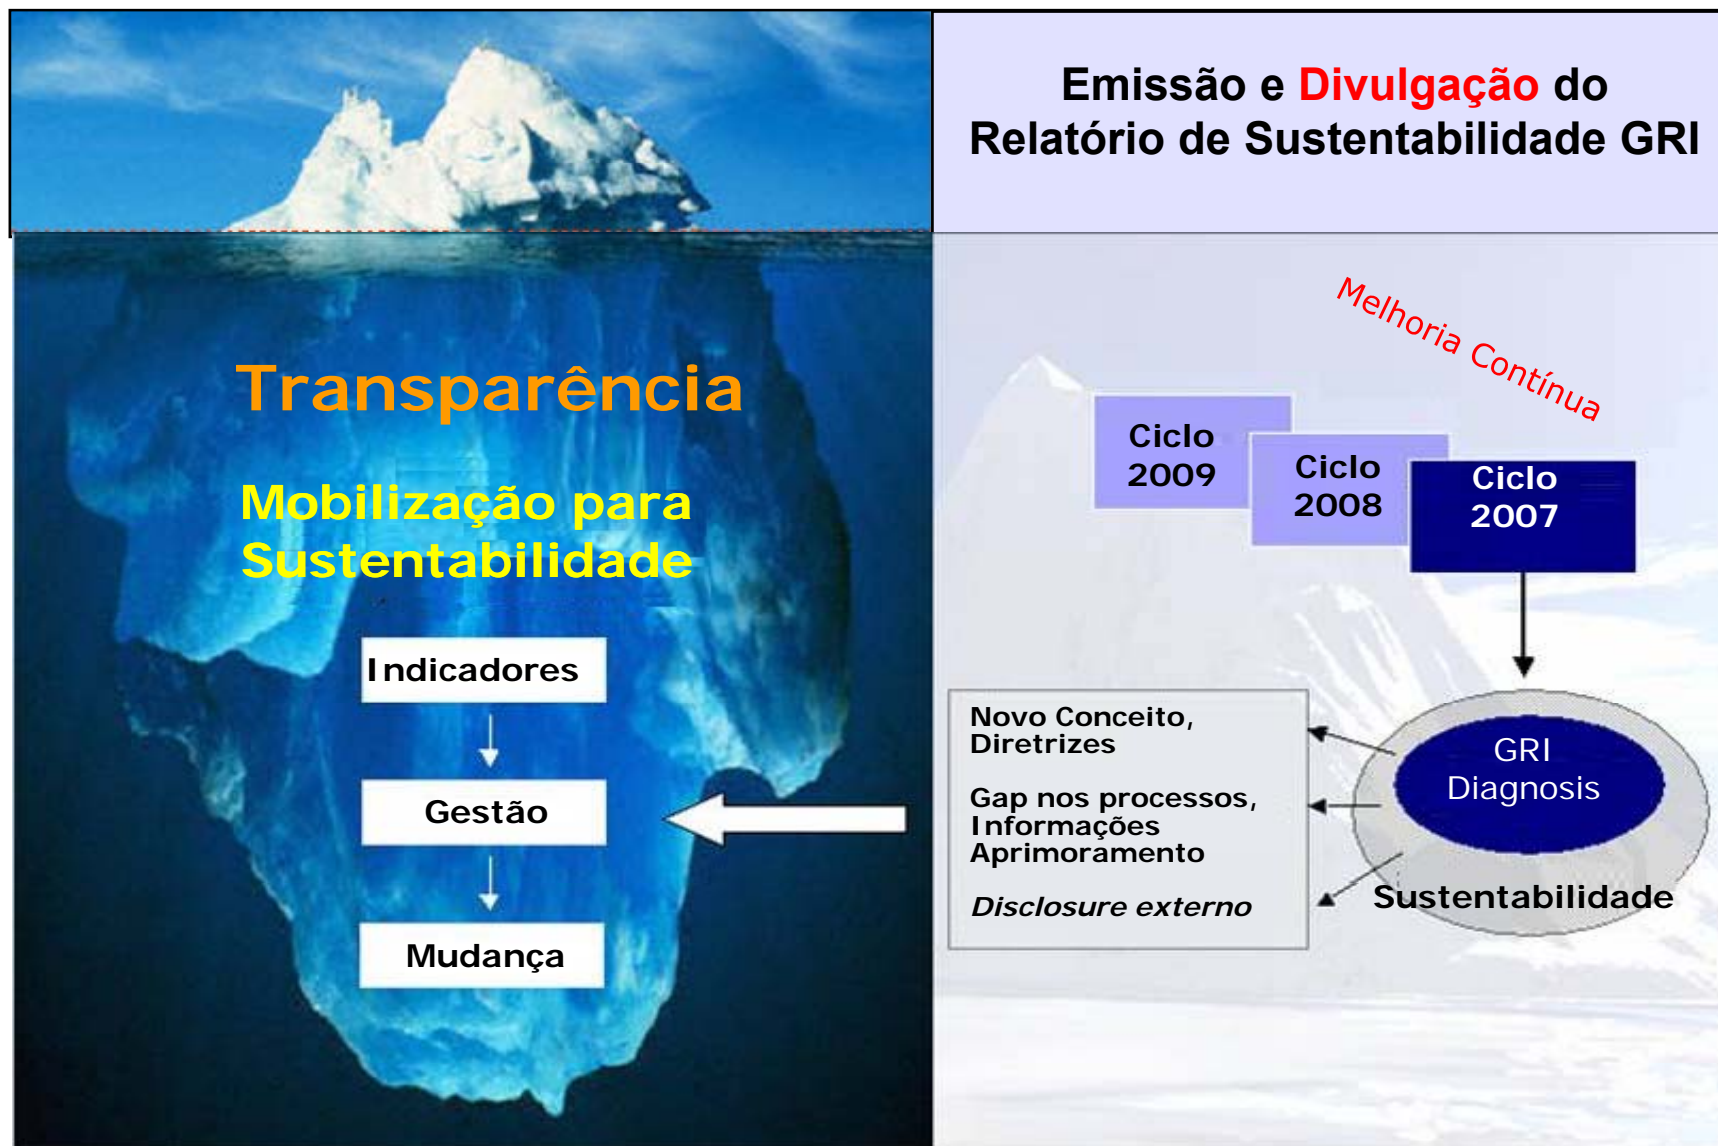 Emissão e Divulgação do
Relatório de Sustentabilidade GRI
Transparência
Mobilização para
Sustentabilidade
Indicadores
Gestão
Mudança
Melhoria Contínua
Ciclo
2009
Ciclo
2008
Ciclo
2007
Novo Conceito,
Diretrizes
Gap nos processos,
Informações
Aprimoramento
Disclosure externo
GRI
Diagnosis
Sustentabilidade